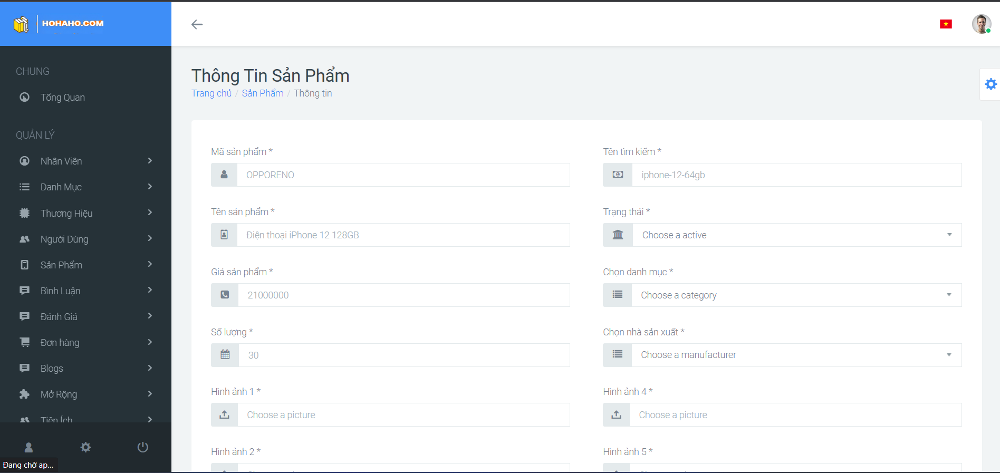 HOHAHO.COM
CHUNG
Tổng Quan
QUẢN LÝ
Nhân Viên
Danh Mục
Thương Hiệu
Người Dùng
Sản Phẩm
Bình Luận
Đánh Giá
Đơn hàng
Blogs
Mở Rộng
Tiện Ích
Đang chờ ap...
Thông Tin Sản Phẩm
Trang chủ / Sản Phẩm / Thông tin
Mã sản phẩm *
OPPORENO
Tên tìm kiếm *
iphone-12-64gb
Tên sản phẩm *
Điện thoại iPhone 12 128GB
Trạng thái *
Choose a active
Giá sản phẩm *
21000000
Chọn danh mục *
Choose a category
Số lượng *
30
Chọn nhà sản xuất *
Choose a manufacturer
Hình ảnh 1 *
Choose a picture
Hình ảnh 4 *
Choose a picture
Hình ảnh 2 *
Hình ảnh 5 *